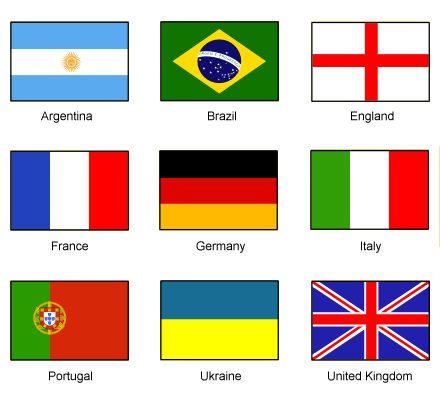 Argentina
Brazil
England
France
Germany
Italy
Portugal
Ukraine
United Kingdom